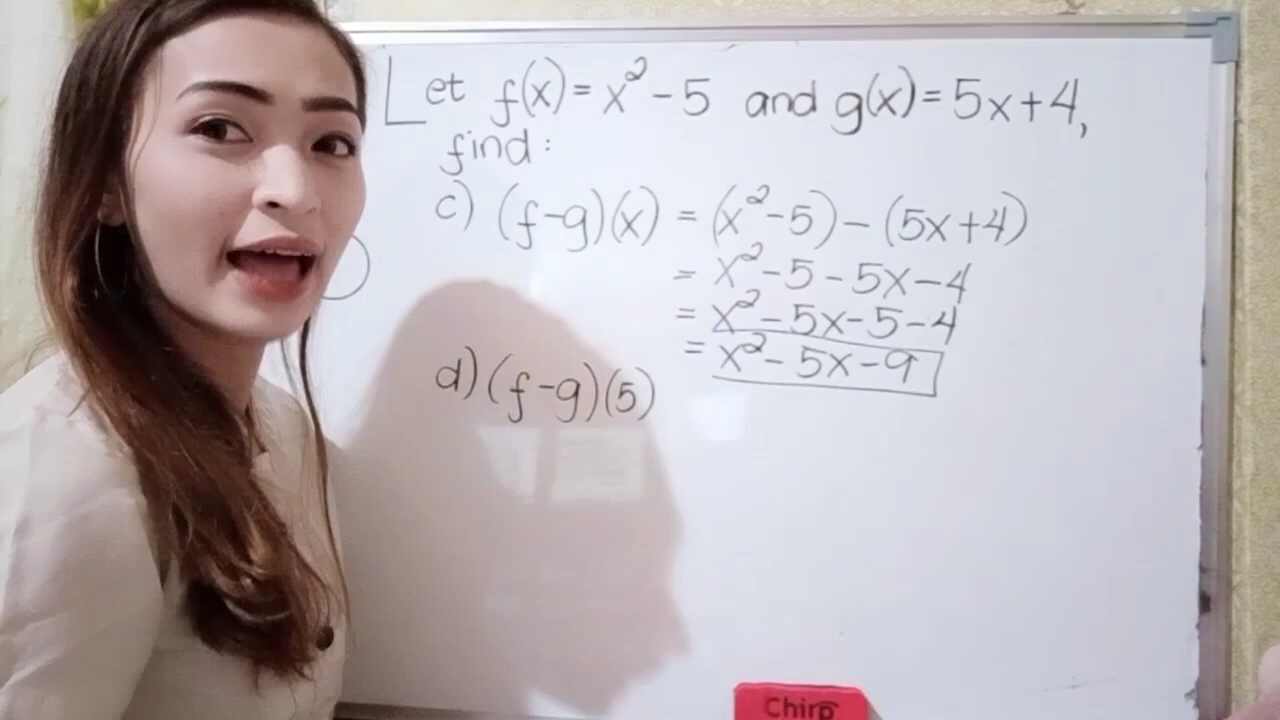 Let f(x) = x² - 5 and g(x) = 5x + 4,
find:
c) (f-g)(x) = (x² - 5) - (5x + 4)
= x² - 5 - 5x - 4
= x² - 5x - 5 - 4
= x² - 5x - 9
d) (f-g)(5)
Chirp